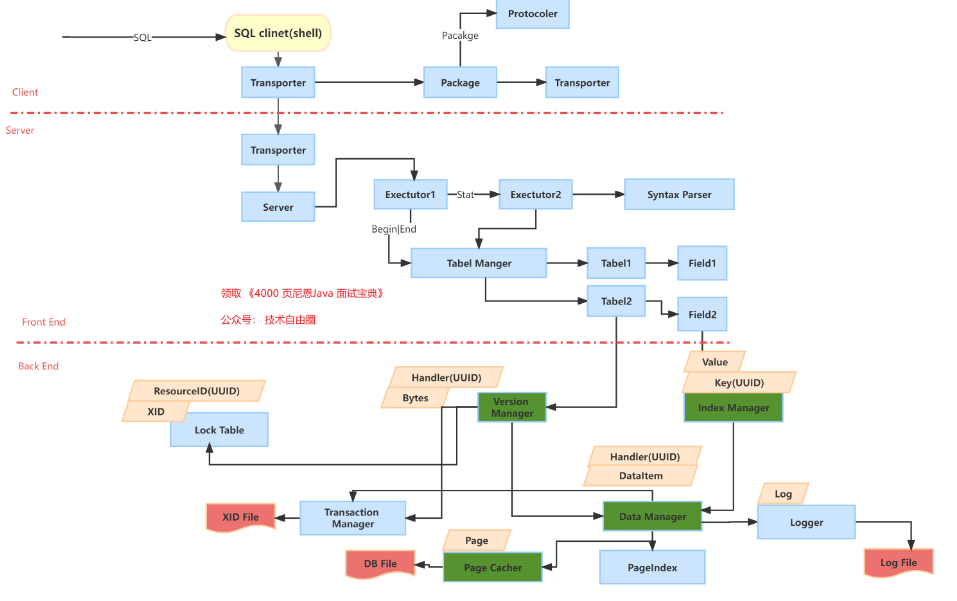 Protocoler
SQL clinet(shell)
SQL
Pacakge
Transporter
Package
Transporter
Client
Server
Transporter
Server
Exectutor1
Stat
Exectutor2
Syntax Parser
Begin|End
Tabel Manger
Tabel1
Field1
领取 《4000 页尼恩Java 面试宝典》
Tabel2
Field2
公众号： 技术自由圈
Front End
Back End
Value
Handler(UUID)
Key(UUID)
ResourceID(UUID)
Bytes
Version
Manager
Index Manager
XID
Lock Table
Handler(UUID)
DataItem
Log
XID File
Transaction
Manager
Data Manager
Logger
Page
DB File
Page Cacher
PageIndex
Log File